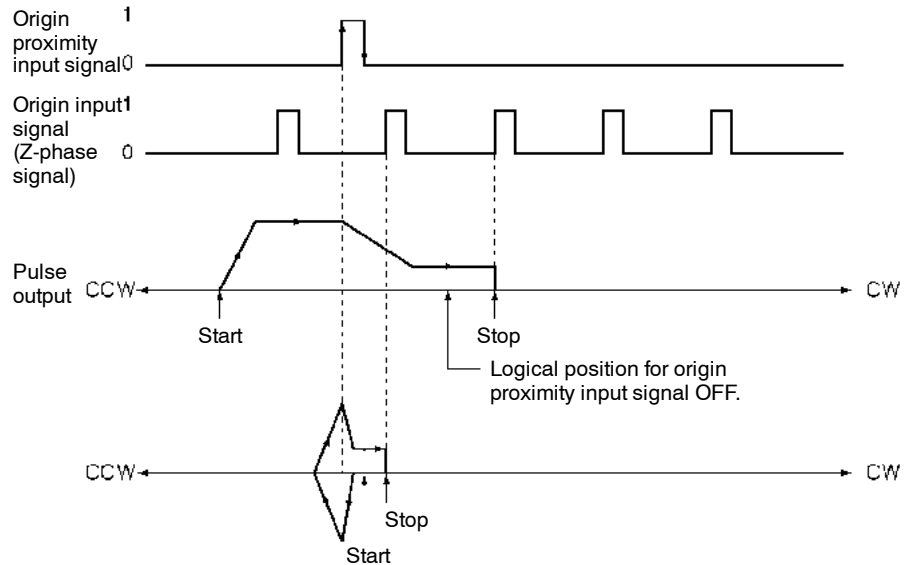 Origin
proximity
input signal
1
0
Origin input
signal
(Z-phase
signal)
1
0
Pulse
output
CCW
CW
Start
Stop
Logical position for origin
proximity input signal OFF.
CCW
CW
Stop
Start